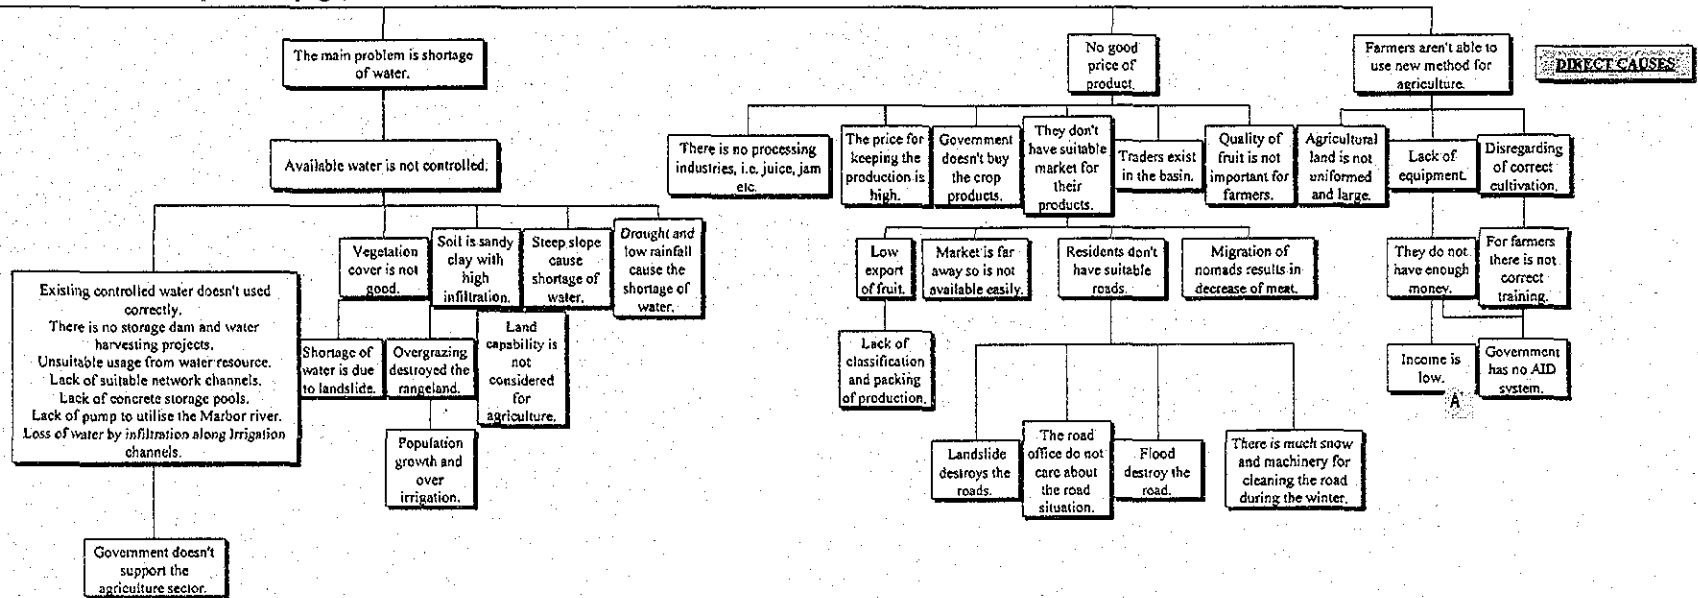 The main problem is shortage
of water.
No good
price of
product.
Farmers aren't able to
use new method for
agriculture.
DIRECT CAUSES
Available water is not controlled.
There is no processing
industries, i.e. juice, jam
etc.
The price for
keeping the
production is
high.
Government
doesn't buy
the crop
products.
They don't
have suitable
market for
their
products.
Traders exist
in the basin.
Quality of
fruit is not
important for
farmers.
Agricultural
land is not
uniformed
and large.
Lack of
equipment.
Disregarding
of correct
cultivation.
Existing controlled water doesn't used
correctly.
There is no storage dam and water
harvesting projects.
Unsuitable usage from water resource.
Lack of suitable network channels.
Lack of concrete storage pools.
Lack of pump to utilise the Marbor river.
Loss of water by infiltration along Irrigation
channels.
Vegetation
cover is not
good.
Soil is sandy
clay with
high
infiltration.
Steep slope
cause
shortage of
water.
Drought and
low rainfall
cause the
shortage of
water.
Low
export
of fruit.
Market is far
away so is not
available easily.
Residents don't
have suitable
roads.
Migration of
nomads results in
decrease of meat.
They do not
have enough
money.
For farmers
there is not
correct
training.
Shortage of
water is due
to landslide.
Overgrazing
destroyed the
rangeland.
Land
capability is
not
considered
for
agriculture.
Lack of
classification
and packing
of production.
Income is
low.
A
Government
has no AID
system.
Population
growth and
over
irrigation.
Landslide
destroys the
roads.
The road
office do not
care about
the road
situation.
Flood
destroy the
road.
There is much snow
and machinery for
cleaning the road
during the winter.
Government doesn't
support the
agriculture sector.